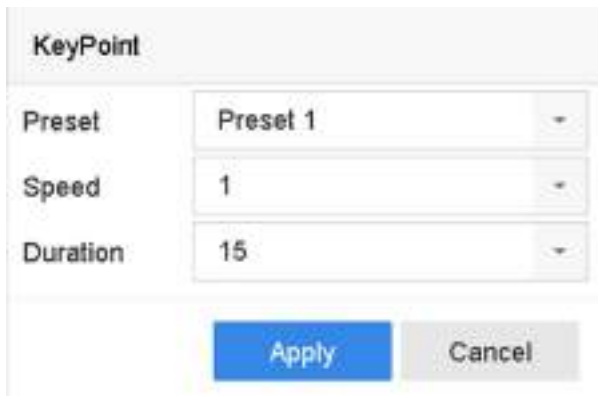 KeyPoint
Preset Preset 1
Speed 1
Duration 15
Apply Cancel